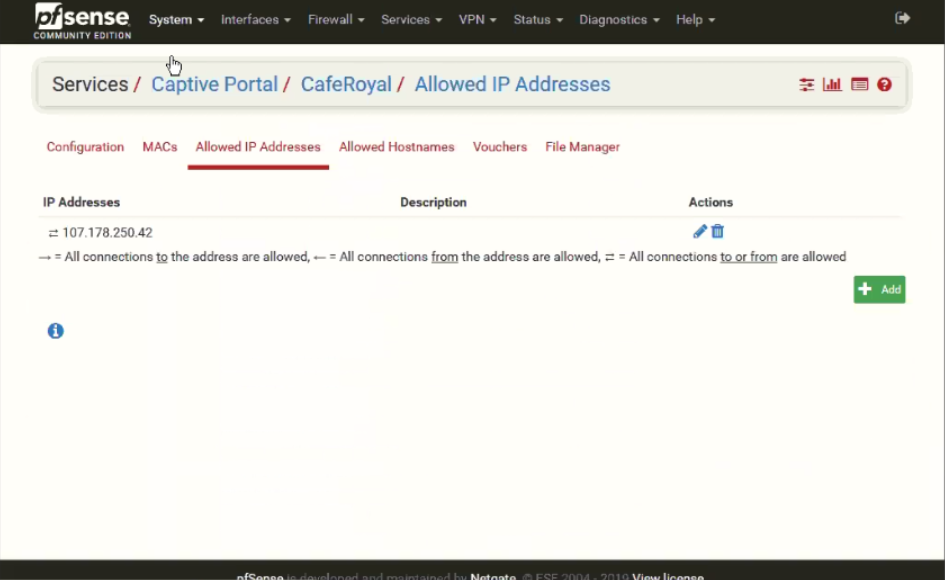 pfsense
COMMUNITY EDITION
System Interfaces Firewall Services VPN Status Diagnostics Help
Services / Captive Portal / CafeRoyal / Allowed IP Addresses
Configuration MACs Allowed IP Addresses Allowed Hostnames Vouchers File Manager
IP Addresses Description Actions
⇄ 107.178.250.42
→ = All connections to the address are allowed, ← = All connections from the address are allowed, ⇄ = All connections to or from are allowed
+ Add
pfSense is developed and maintained by Netgate. © ESF 2004 - 2019 View license.